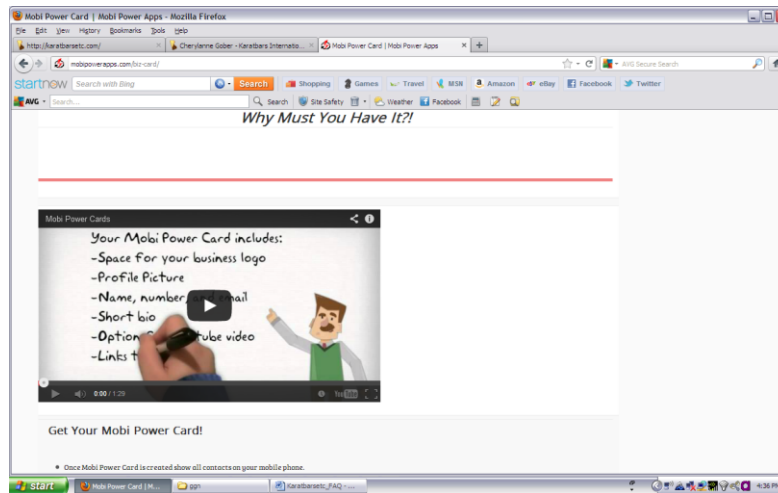 Mobi Power Card | Mobi Power Apps - Mozilla Firefox
File Edit View History Bookmarks Tools Help
http://karatbarsetc.com/ Cherylanne Gober - Karatbars Internatio... Mobi Power Card | Mobi Power Apps
mobipowerapps.com/biz-card/ AVG Secure Search
startnow Search with Bing Search Shopping Games Travel MSN Amazon eBay Facebook Twitter
AVG Search... Search Site Safety Weather Facebook
Why Must You Have It?!
Mobi Power Cards
Your Mobi Power Card includes:
-Space for your business logo
-Profile Picture
-Name, number, and email
-Short bio
-Option tube video
-Links t
0:00 / 1:29 YouTube
Get Your Mobi Power Card!
• Once Mobi Power Card is created show all contacts on your mobile phone.
start Mobi Power Card | M... ggn Karatbarsetc_FAQ - ... 4:36 PM